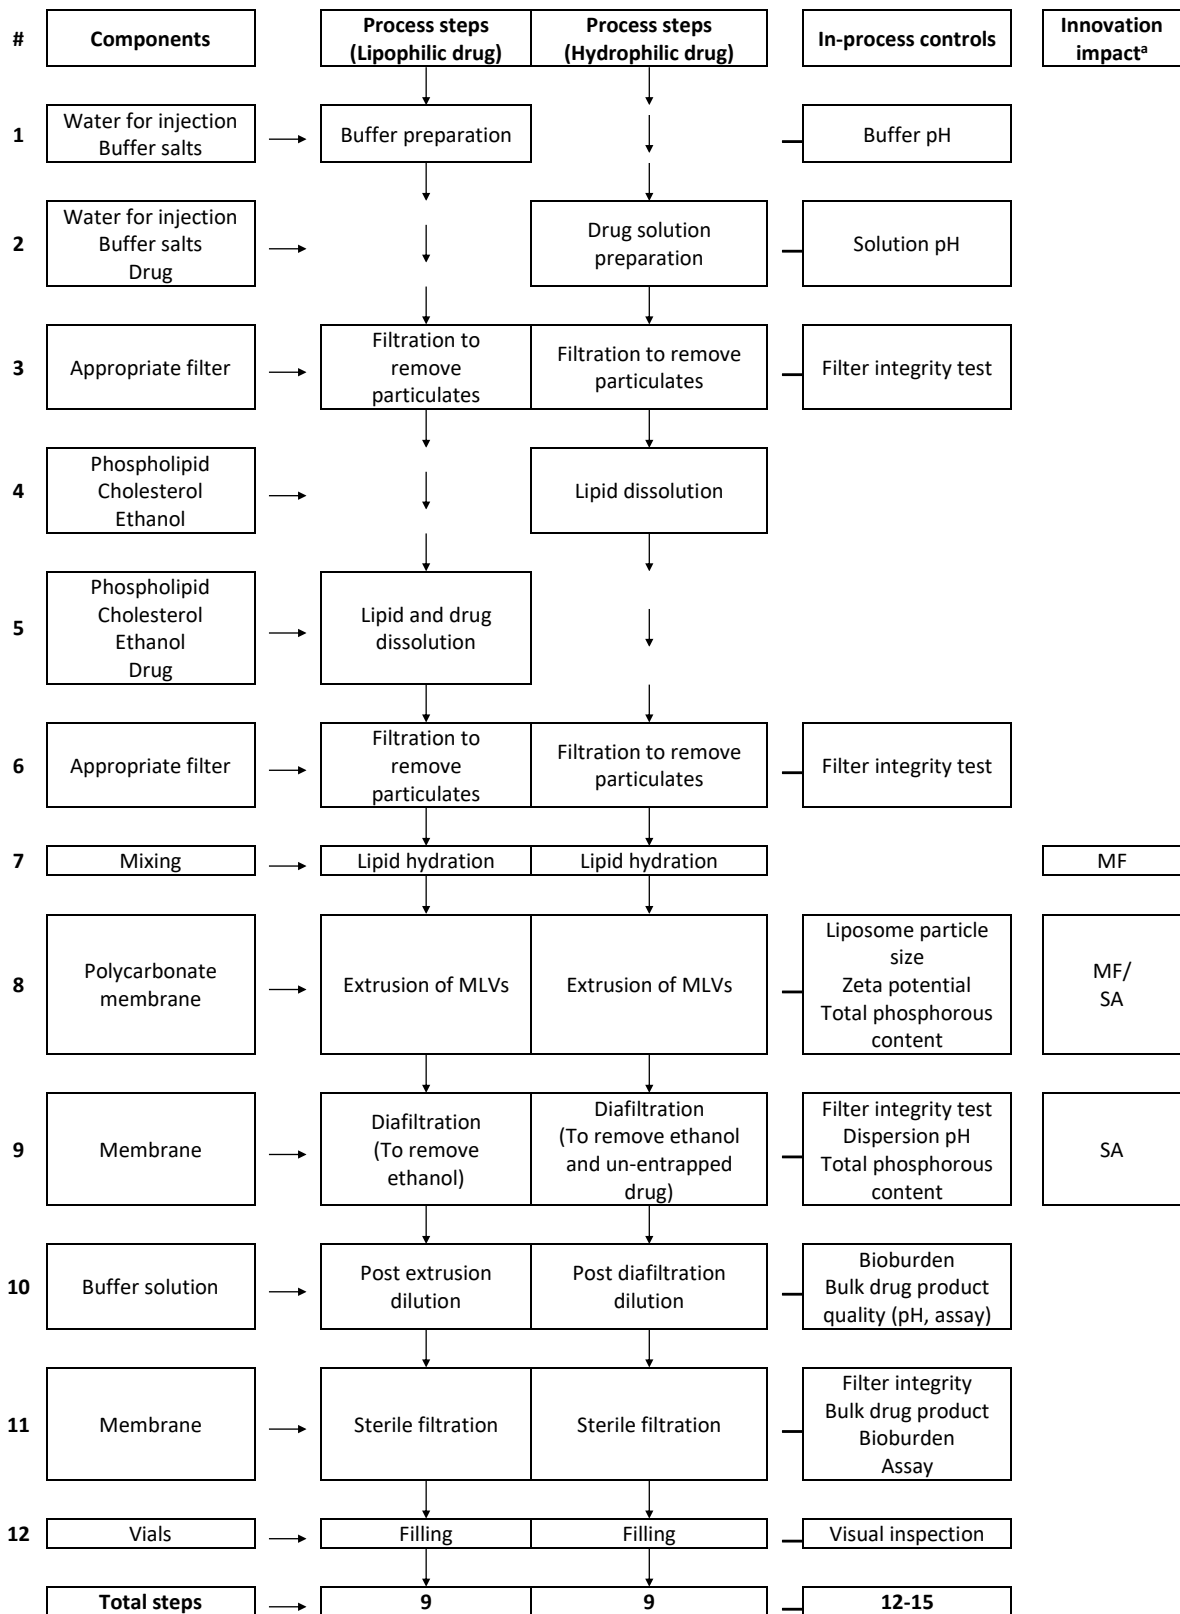 #
Components
Process steps
(Lipophilic drug)
Process steps
(Hydrophilic drug)
In-process controls
Innovation
impactᵃ
1
Water for injection
Buffer salts
Buffer preparation
Buffer pH
2
Water for injection
Buffer salts
Drug
Drug solution
preparation
Solution pH
3
Appropriate filter
Filtration to
remove
particulates
Filtration to remove
particulates
Filter integrity test
4
Phospholipid
Cholesterol
Ethanol
Lipid dissolution
5
Phospholipid
Cholesterol
Ethanol
Drug
Lipid and drug
dissolution
6
Appropriate filter
Filtration to
remove
particulates
Filtration to remove
particulates
Filter integrity test
7
Mixing
Lipid hydration
Lipid hydration
MF
8
Polycarbonate
membrane
Extrusion of MLVs
Extrusion of MLVs
Liposome particle
size
Zeta potential
Total phosphorous
content
MF/
SA
9
Membrane
Diafiltration
(To remove
ethanol)
Diafiltration
(To remove ethanol
and un-entrapped
drug)
Filter integrity test
Dispersion pH
Total phosphorous
content
SA
10
Buffer solution
Post extrusion
dilution
Post diafiltration
dilution
Bioburden
Bulk drug product
quality (pH, assay)
11
Membrane
Sterile filtration
Sterile filtration
Filter integrity
Bulk drug product
Bioburden
Assay
12
Vials
Filling
Filling
Visual inspection
Total steps
9
9
12-15